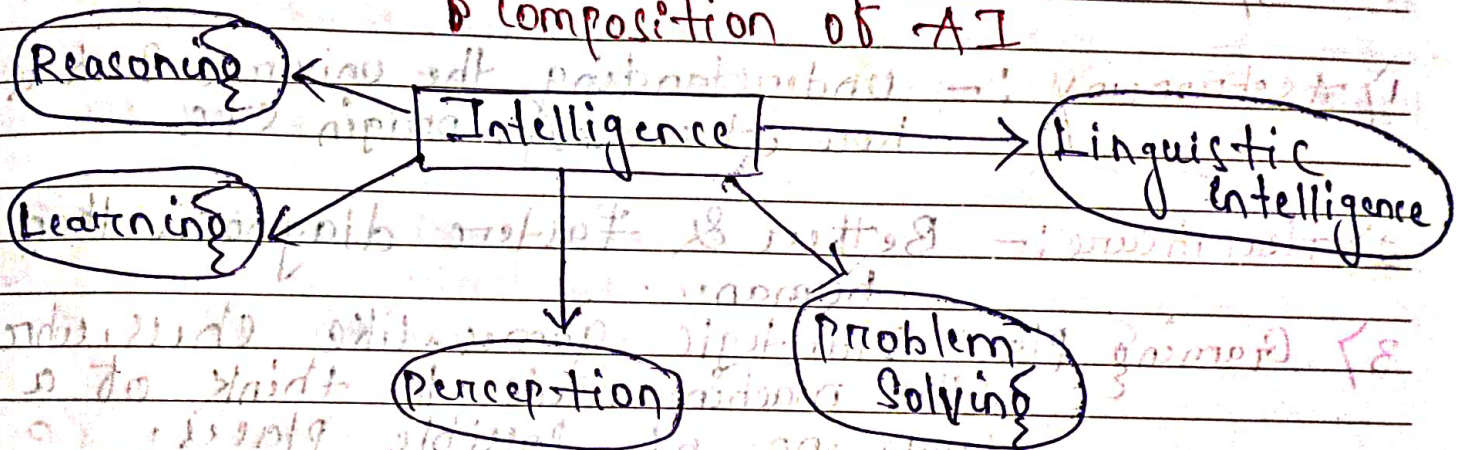 Composition of AI
Reasoning
Intelligence
Linguistic
Intelligence
Learning
Perception
Problem
Solving